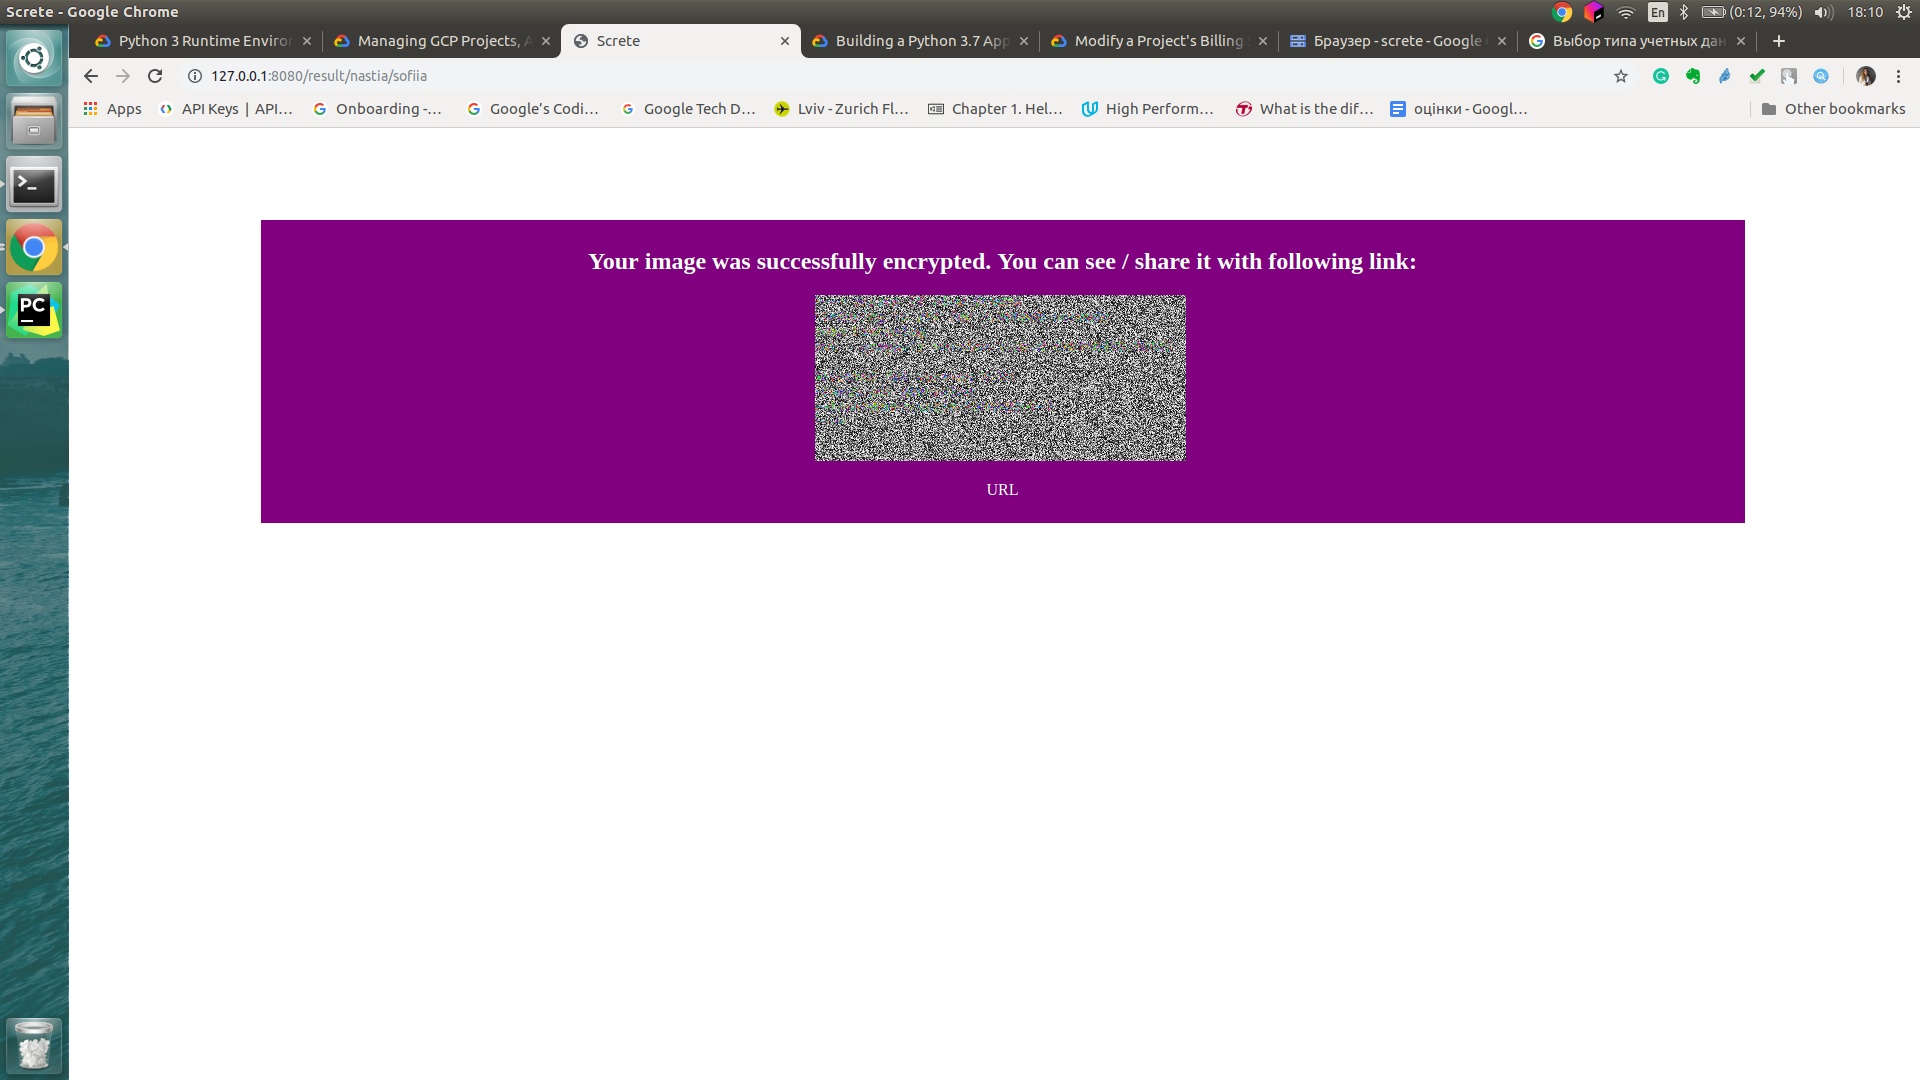 Screte - Google Chrome
En
(0:12, 94%)
18:10
Python 3 Runtime Enviro
Managing GCP Projects, A
Screte
Building a Python 3.7 App
Modify a Project's Billing
Браузер - screte - Google
Выбор типа учетных дан
127.0.0.1:8080/result/nastia/sofiia
Apps
API Keys | API...
Onboarding -...
Google's Codi...
Google Tech D...
Lviv - Zurich Fl...
Chapter 1. Hel...
High Perform...
What is the dif...
оцінки - Googl...
Other bookmarks
Your image was successfully encrypted. You can see / share it with following link:
URL
PC